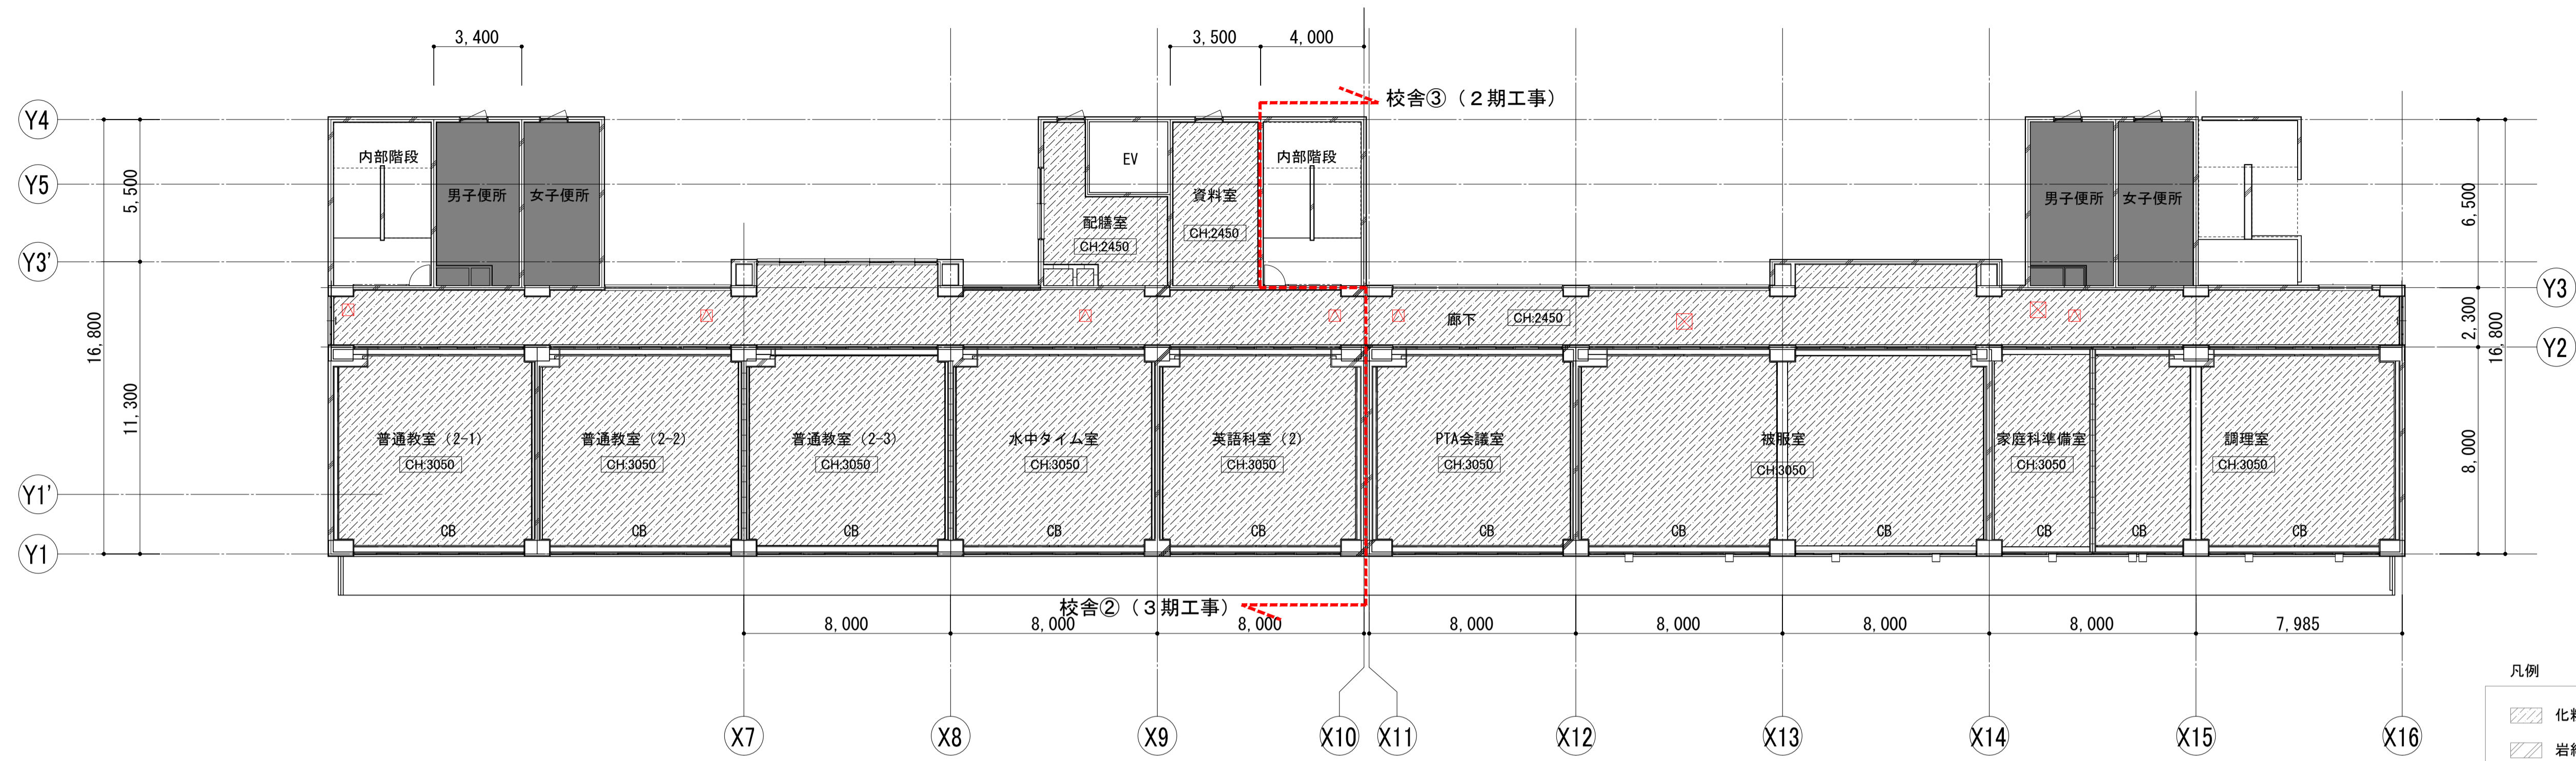 3,400
3,500
4,000
校舎③（２期工事）
Y4
内部階段
EV
内部階段
Y5
5,500
男子便所
女子便所
資料室
男子便所
女子便所
6,500
配膳室
CH:2450
CH:2450
Y3'
Y3
16,800
廊下
CH:2450
2,300
16,800
Y2
11,300
普通教室（2-1）
普通教室（2-2）
普通教室（2-3）
水中タイム室
英語科室（2）
PTA会議室
被服室
家庭科準備室
調理室
CH:3050
CH:3050
CH:3050
CH:3050
CH:3050
CH:3050
CH:3050
CH:3050
CH:3050
8,000
Y1'
CB
CB
CB
CB
CB
CB
CB
CB
CB
CB
CB
Y1
校舎②（３期工事）
8,000
8,000
8,000
8,000
8,000
8,000
8,000
7,985
凡例
化
岩
X7
X8
X9
X10
X11
X12
X13
X14
X15
X16